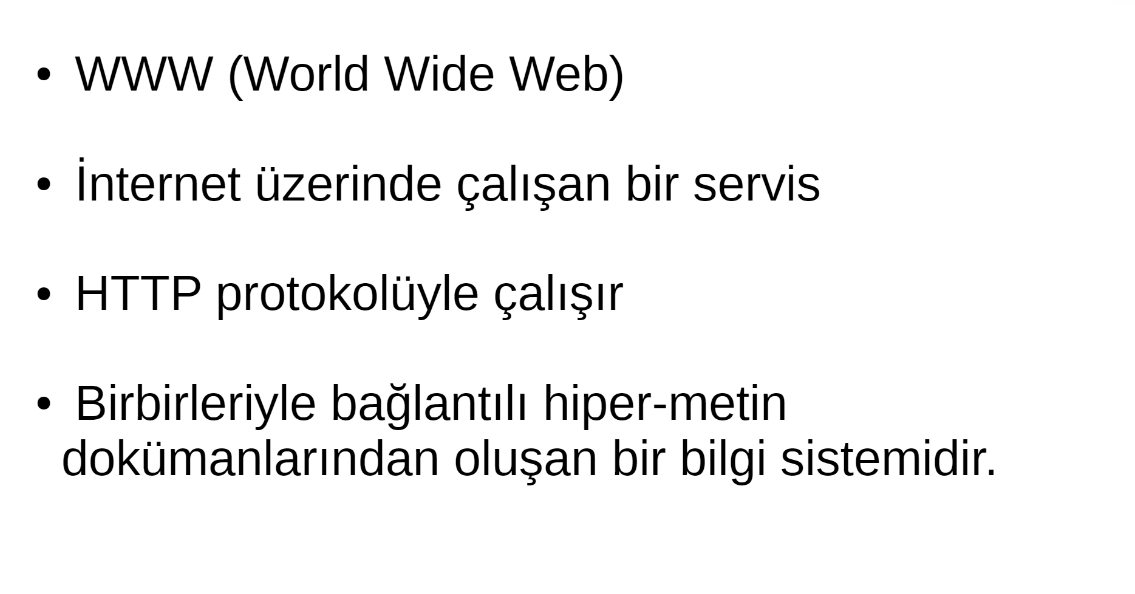 • WWW (World Wide Web)
• İnternet üzerinde çalışan bir servis
• HTTP protokolüyle çalışır
• Birbirleriyle bağlantılı hiper-metin
dokümanlarından oluşan bir bilgi sistemidir.